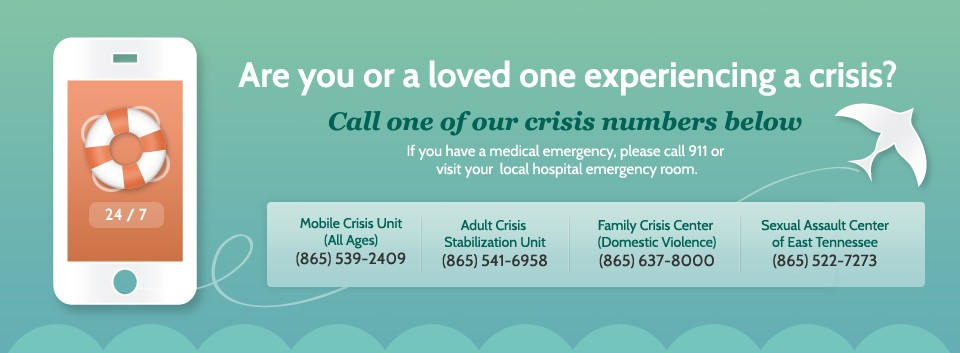 Are you or a loved one experiencing a crisis?
Call one of our crisis numbers below
If you have a medical emergency, please call 911 or
visit your local hospital emergency room.
24 / 7
Mobile Crisis Unit
(All Ages)
(865) 539-2409
Adult Crisis
Stabilization Unit
(865) 541-6958
Family Crisis Center
(Domestic Violence)
(865) 637-8000
Sexual Assault Center
of East Tennessee
(865) 522-7273